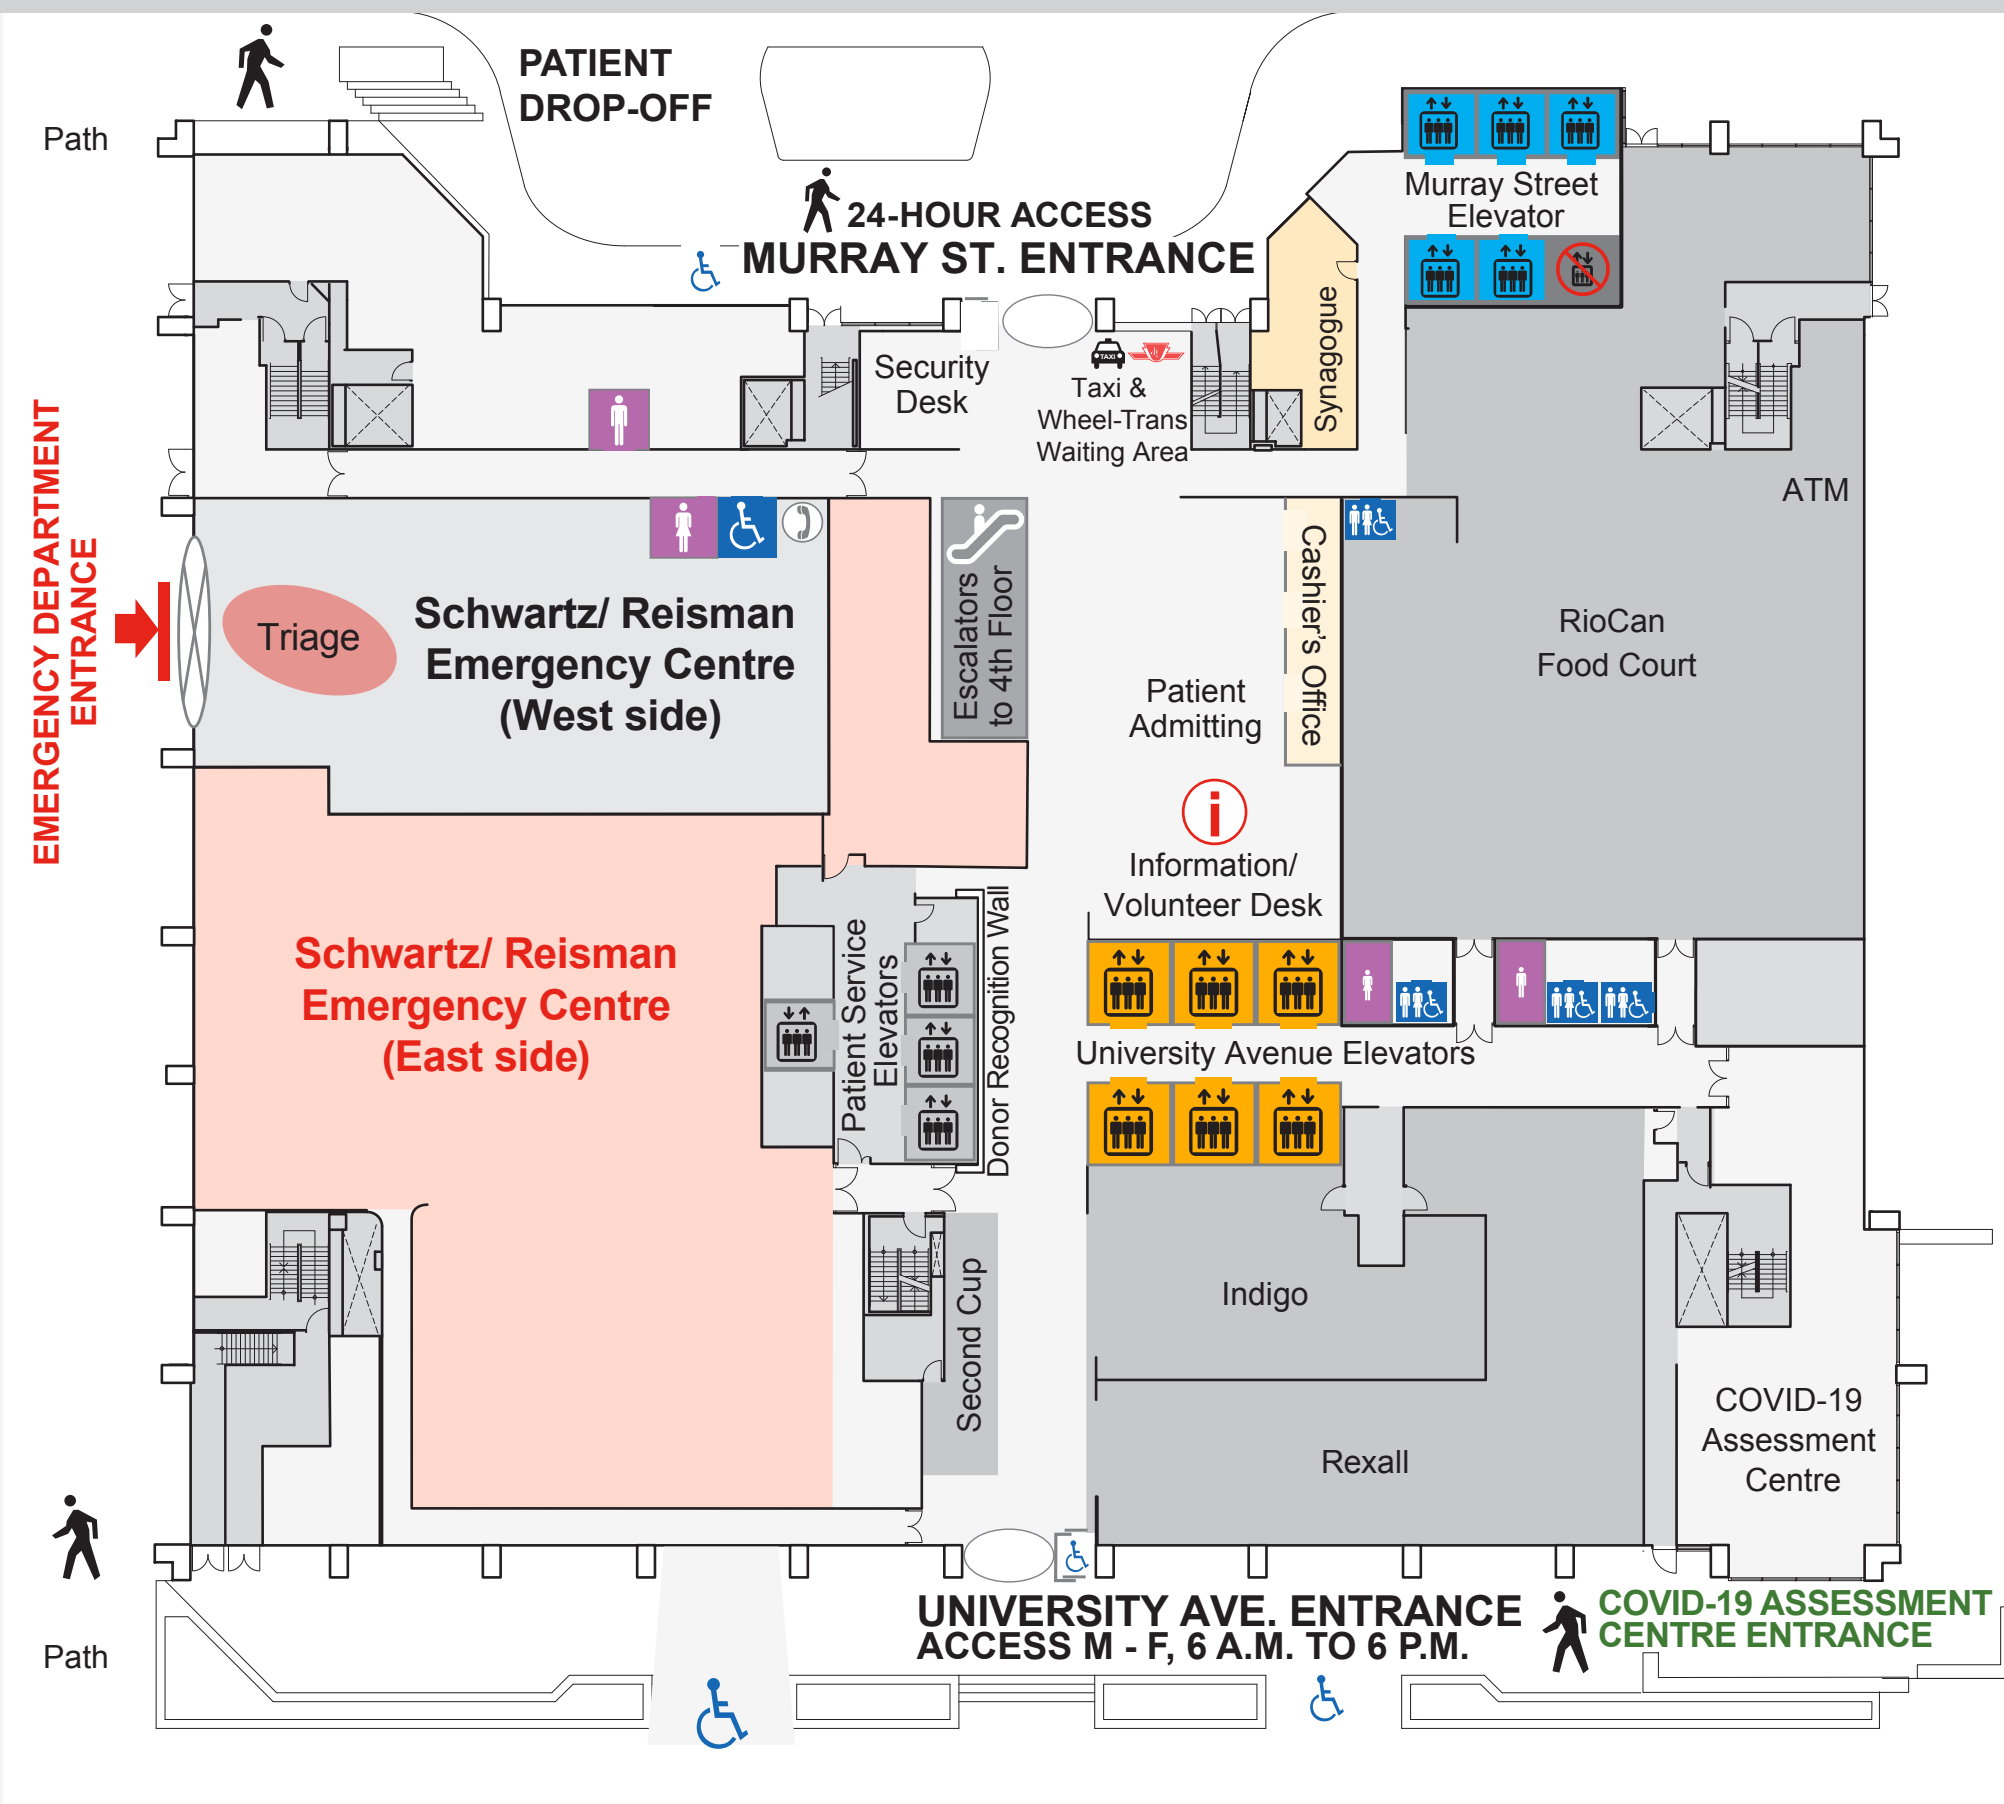 PATIENT
DROP-OFF
Path
24-HOUR ACCESS
MURRAY ST. ENTRANCE
Murray Street
Elevator
Synagogue
Security
Desk
TAXI
Taxi &
Wheel-Trans
Waiting Area
ATM
EMERGENCY DEPARTMENT
ENTRANCE
Triage
Schwartz/ Reisman
Emergency Centre
(West side)
Escalators
to 4th Floor
Cashier's Office
Patient
Admitting
RioCan
Food Court
i
Information/
Volunteer Desk
Schwartz/ Reisman
Emergency Centre
(East side)
Patient Service
Elevators
Donor Recognition Wall
University Avenue Elevators
Second Cup
Indigo
Rexall
COVID-19
Assessment
Centre
Path
UNIVERSITY AVE. ENTRANCE
ACCESS M - F, 6 A.M. TO 6 P.M.
COVID-19 ASSESSMENT
CENTRE ENTRANCE